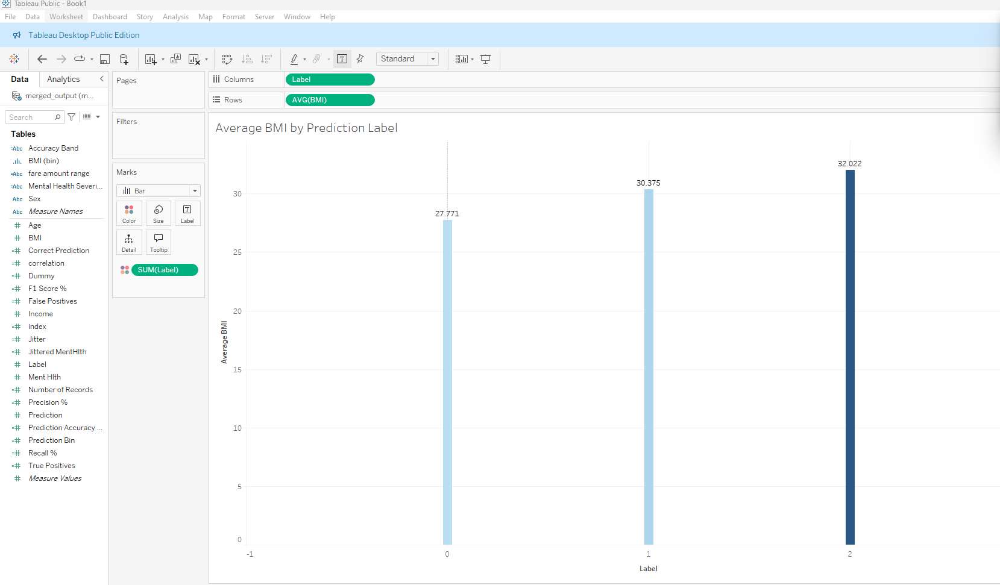 Tableau Public - Book1
File Data Worksheet Dashboard Story Analysis Map Format Server Window Help
Tableau Desktop Public Edition
Standard
Data Analytics
merged_output (m...
Search
Tables
=Abc Accuracy Band
BMI (bin)
=Abc fare amount range
=Abc Mental Health Severi...
Abc Sex
Abc Measure Names
# Age
# BMI
=# Correct Prediction
=# correlation
=# Dummy
=# F1 Score %
=# False Positives
# Income
=# index
=# Jitter
=# Jittered MentHlth
# Label
# Ment Hlth
=# Number of Records
=# Precision %
# Prediction
=# Prediction Accuracy ...
=# Prediction Bin
=# Recall %
=# True Positives
# Measure Values
Pages
Filters
Marks
Bar
Color Size Label
Detail Tooltip
SUM(Label)
Columns Label
Rows AVG(BMI)
Average BMI by Prediction Label
32.022
30.375
27.771
30
25
20
15
10
5
0
Average BMI
-1 0 1 2
Label